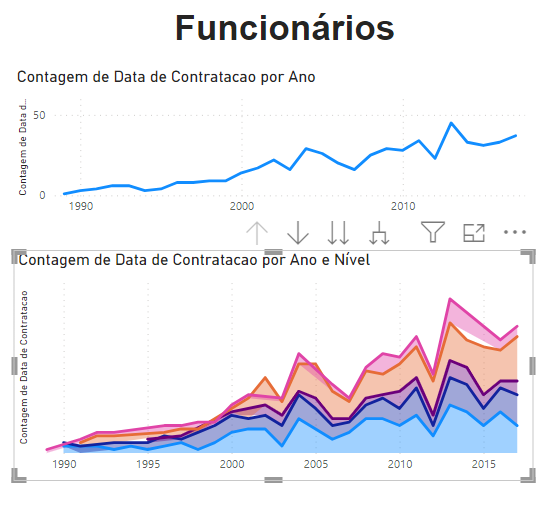 Funcionários
Contagem de Data de Contratacao por Ano
Contagem de Data d...
50
0
1990 2000 2010
Contagem de Data de Contratacao por Ano e Nível
Contagem de Data de Contratacao
1990 1995 2000 2005 2010 2015